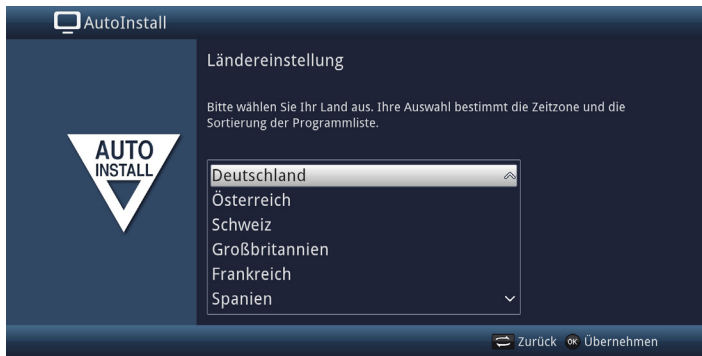 AutoInstall
Ländereinstellung
Bitte wählen Sie Ihr Land aus. Ihre Auswahl bestimmt die Zeitzone und die
Sortierung der Programmliste.
AUTO
INSTALL
Deutschland
Österreich
Schweiz
Großbritannien
Frankreich
Spanien
Zurück OK Übernehmen